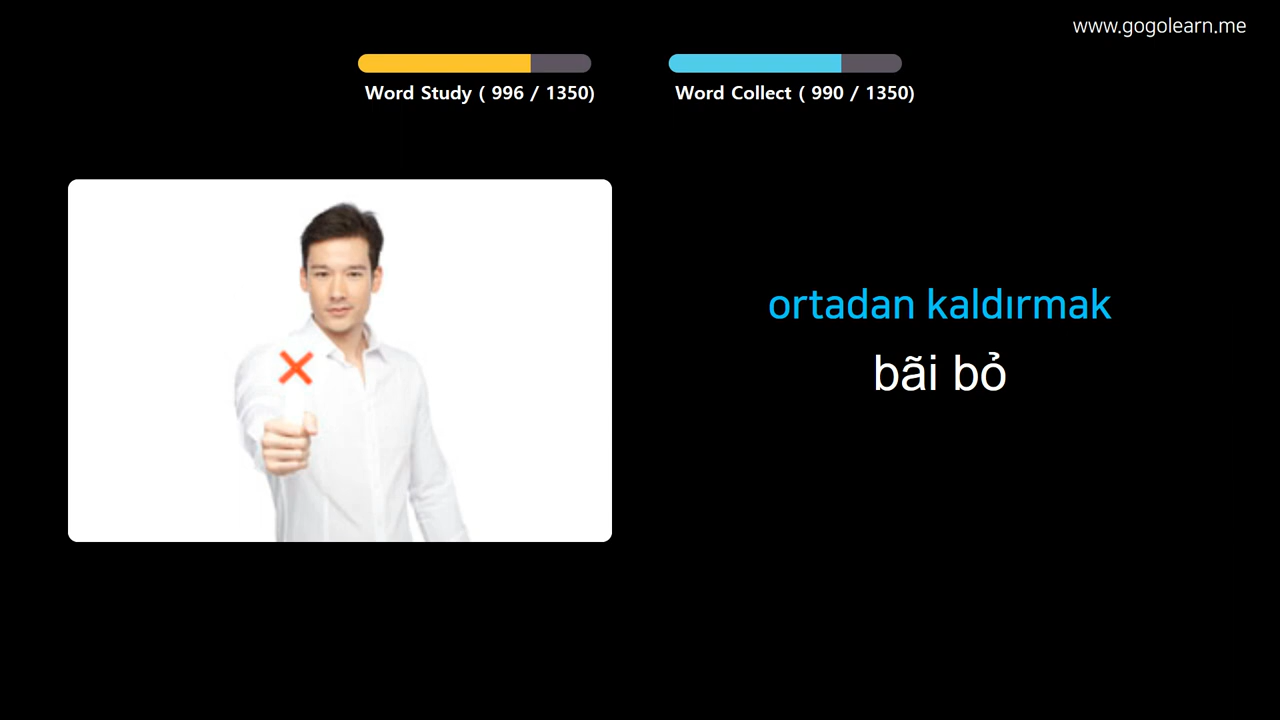 www.gogolearn.me
Word Study ( 996 / 1350)
Word Collect ( 990 / 1350)
ortadan kaldırmak
bãi bỏ